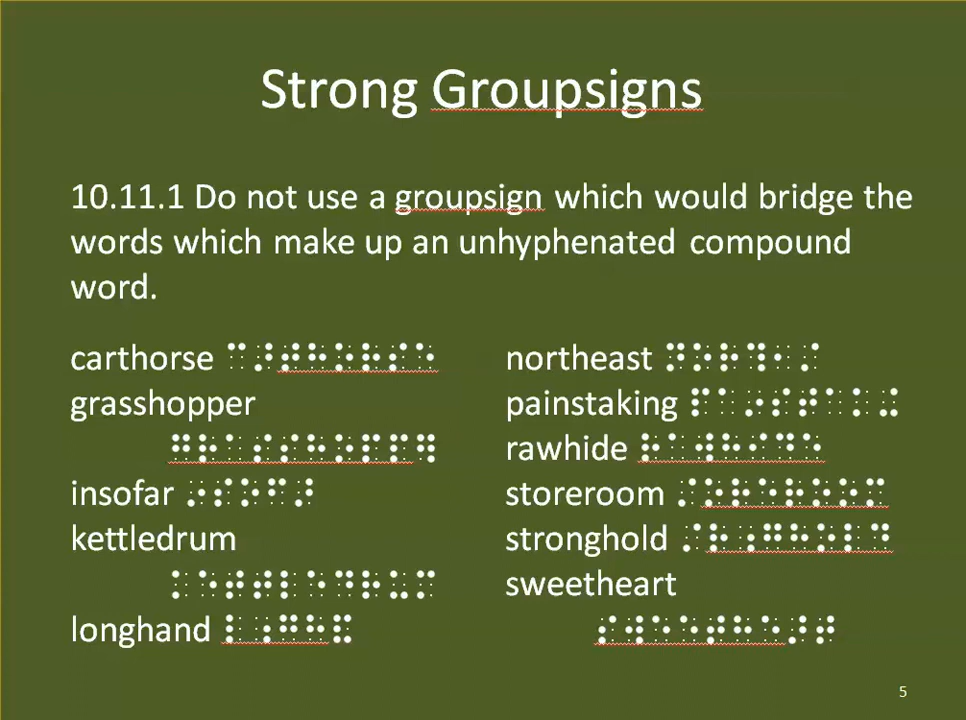 Strong Groupsigns
10.11.1 Do not use a groupsign which would bridge the
words which make up an unhyphenated compound
word.
carthorse ⠉⠜⠞⠓⠕⠗⠎⠑
grasshopper
⠛⠗⠁⠎⠎⠓⠕⠏⠏⠻
insofar ⠔⠎⠕⠋⠜
kettledrum
⠅⠑⠞⠞⠇⠑⠙⠗⠥⠍
longhand ⠇⠰⠛⠓⠯
northeast ⠝⠕⠗⠹⠂⠌
painstaking ⠏⠁⠔⠎⠞⠁⠅⠬
rawhide ⠗⠁⠺⠓⠊⠙⠑
storeroom ⠌⠕⠗⠑⠗⠕⠕⠍
stronghold ⠌⠗⠰⠛⠓⠕⠇⠙
sweetheart
⠎⠺⠑⠑⠞⠓⠑⠜⠞
5